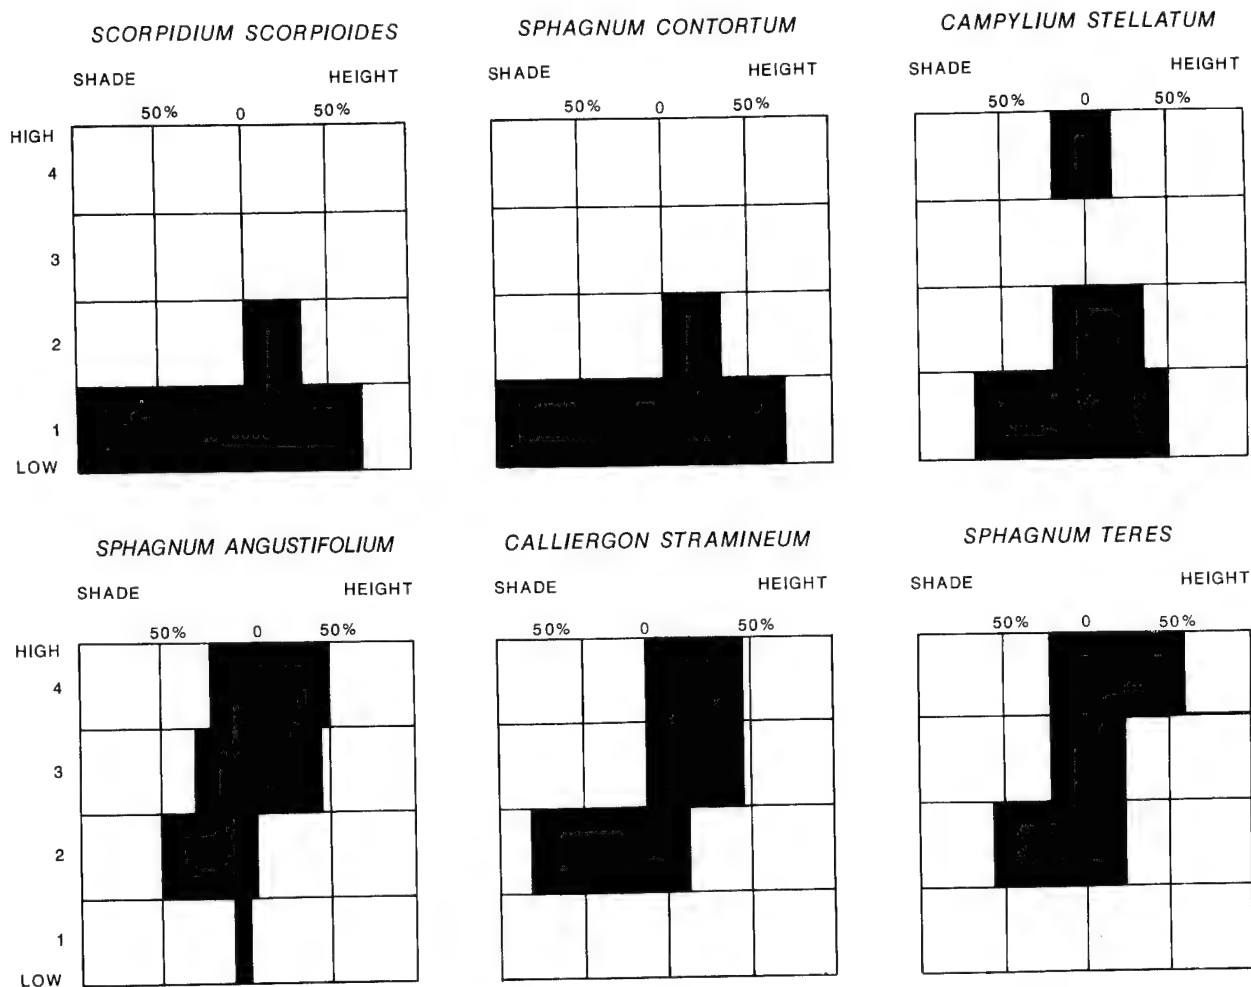 SCORPIDIUM SCORPIOIDES
SHADE HEIGHT
50% 0 50%
HIGH
4
3
2
1
LOW
SPHAGNUM CONTORTUM
SHADE HEIGHT
50% 0 50%
CAMPYLIUM STELLATUM
SHADE HEIGHT
50% 0 50%
SPHAGNUM ANGUSTIFOLIUM
SHADE HEIGHT
50% 0 50%
HIGH
4
3
2
1
LOW
CALLIERGON STRAMINEUM
SHADE HEIGHT
50% 0 50%
SPHAGNUM TERES
SHADE HEIGHT
50% 0 50%